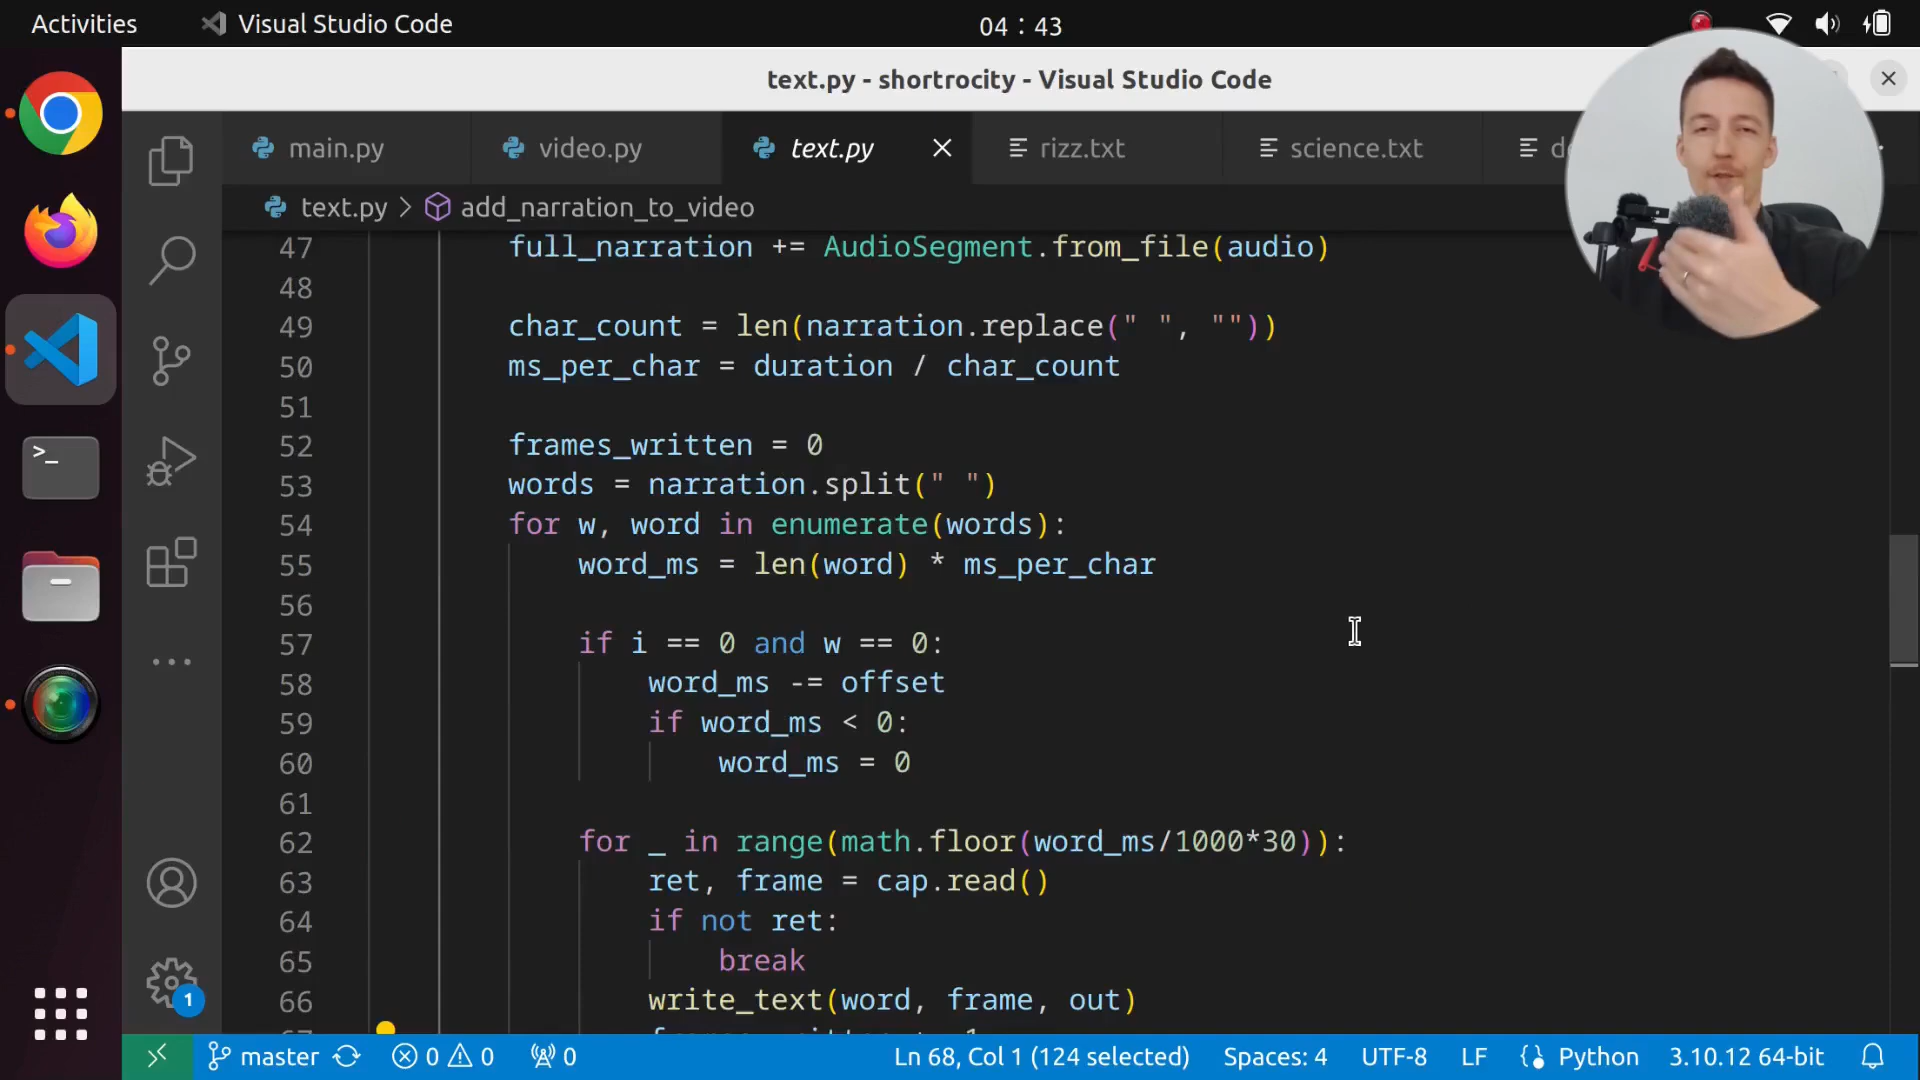 Activities
Visual Studio Code
04 : 43
text.py - shortrocity - Visual Studio Code
main.py
video.py
text.py
rizz.txt
science.txt
text.py > add_narration_to_video
47 full_narration += AudioSegment.from_file(audio)
48
49 char_count = len(narration.replace(" ", ""))
50 ms_per_char = duration / char_count
51
52 frames_written = 0
53 words = narration.split(" ")
54 for w, word in enumerate(words):
55 word_ms = len(word) * ms_per_char
56
57 if i == 0 and w == 0:
58 word_ms -= offset
59 if word_ms < 0:
60 word_ms = 0
61
62 for _ in range(math.floor(word_ms/1000*30)):
63 ret, frame = cap.read()
64 if not ret:
65 break
66 write_text(word, frame, out)
1
master
0
0
0
Ln 68, Col 1 (124 selected)
Spaces: 4
UTF-8
LF
Python
3.10.12 64-bit